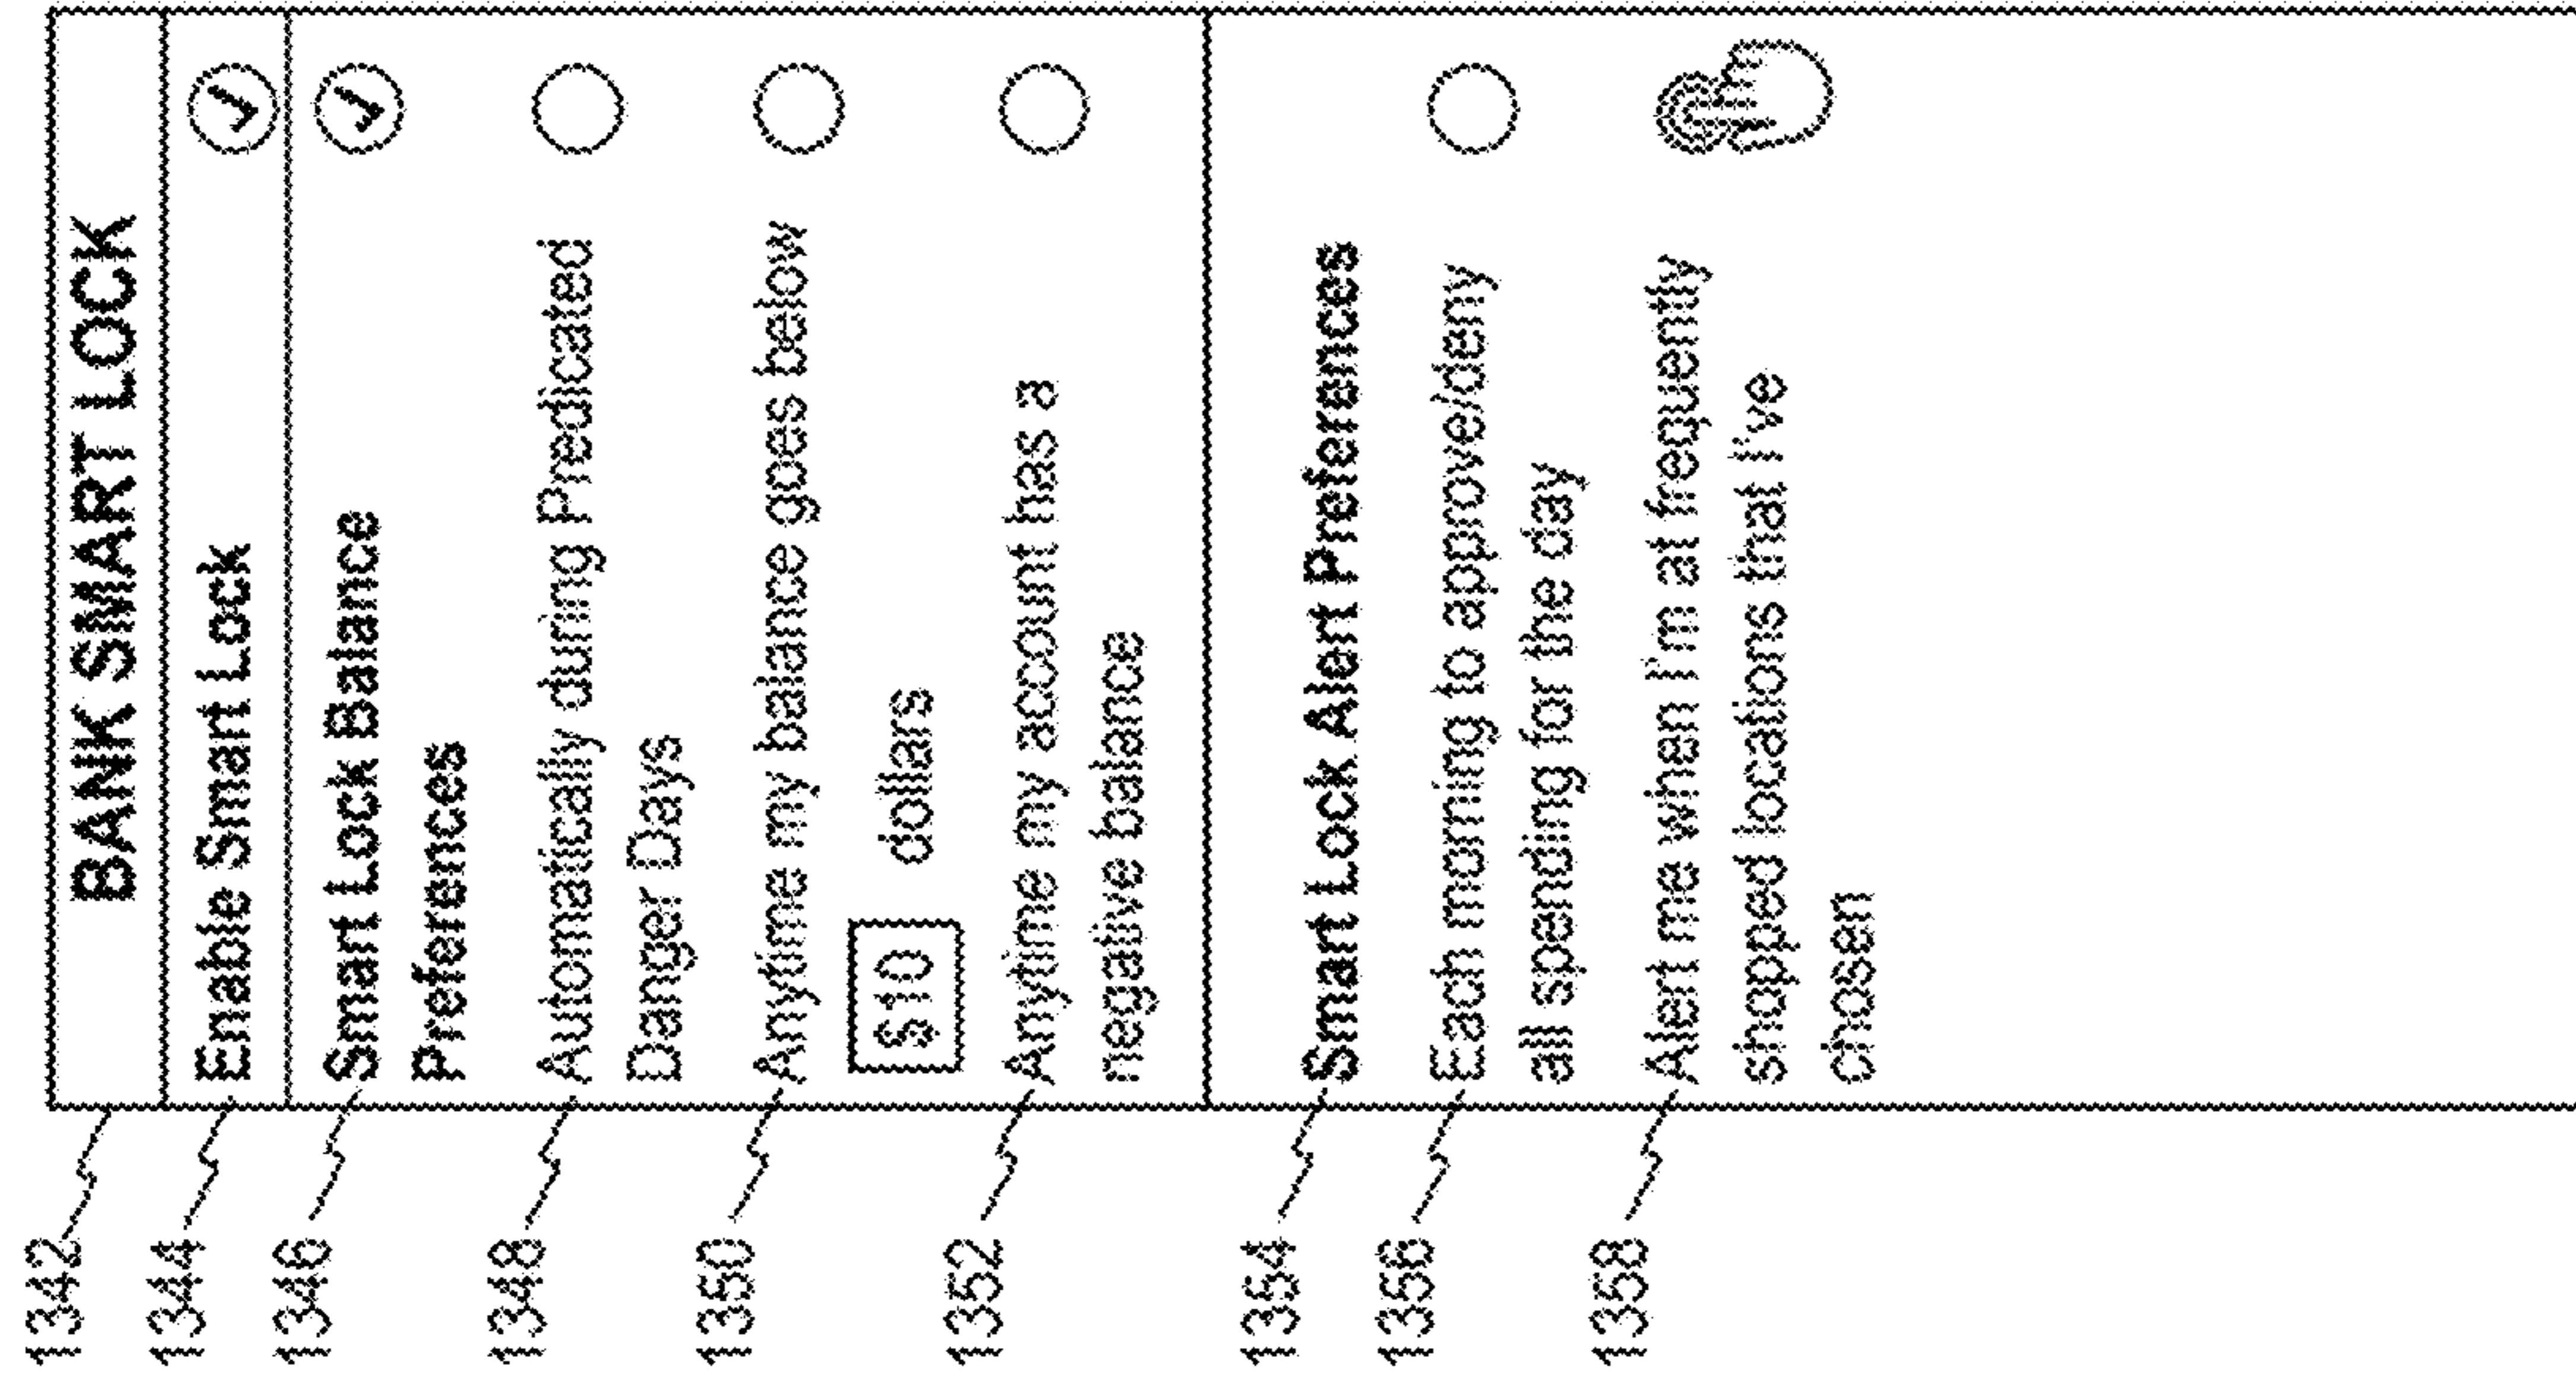 1342
BANK SMART LOCK
1344
Enable Smart Lock
1346
Smart Lock Balance
Preferences
1348
Automatically during Predicated
Danger Days
1350
Anytime my balance goes below
$10 dollars
1352
Anytime my account has a
negative balance
1354
Smart Lock Alert Preferences
1356
Each morning to approve/deny
all spending for the day
1358
Alert me when I'm at frequently
shopped locations that I've
chosen